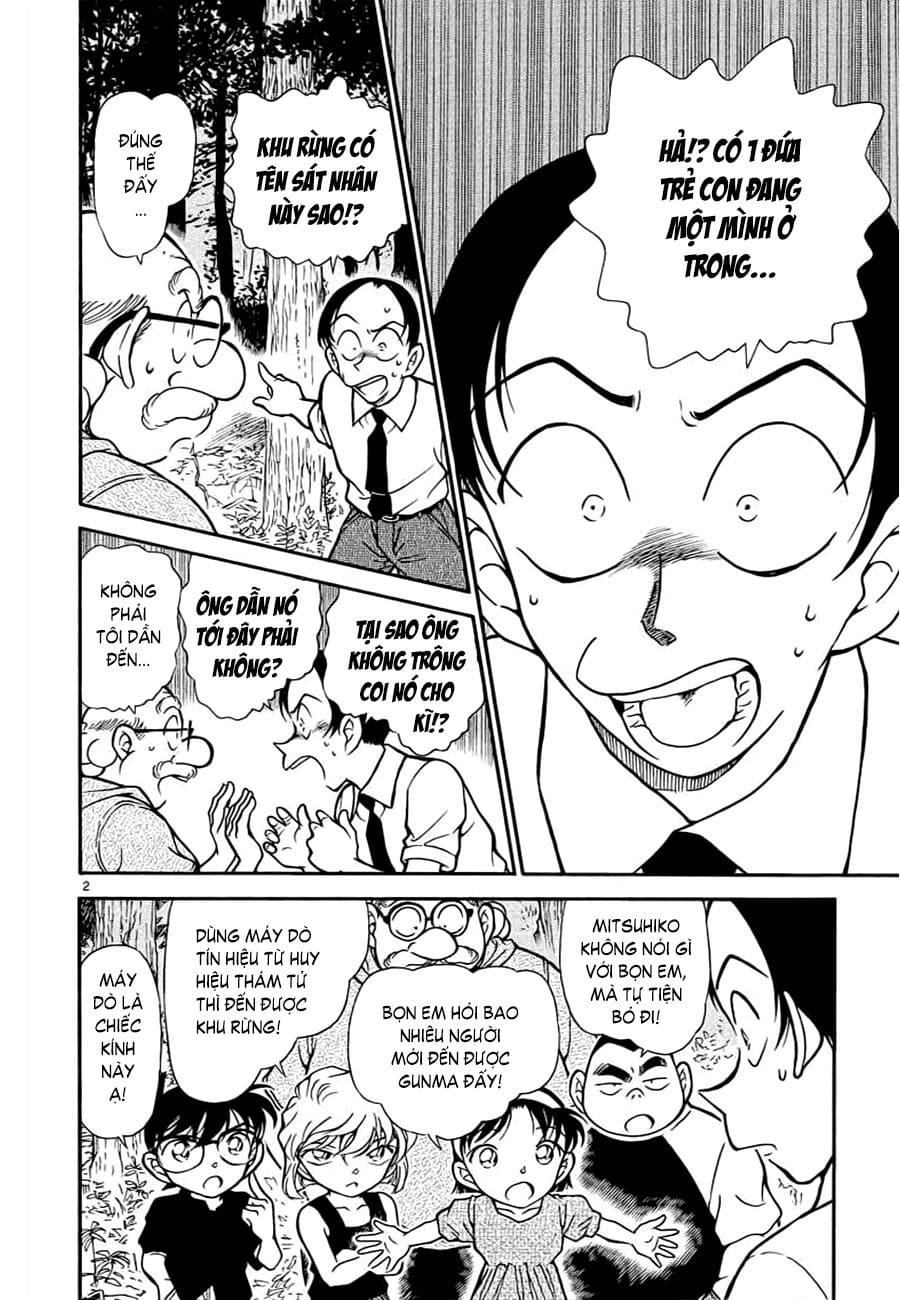 HẢ!? CÓ 1 ĐỨA
TRẺ CON ĐANG
MỘT MÌNH Ở
TRONG...
KHU RỪNG CÓ
TÊN SÁT NHÂN
NÀY SAO!?
ĐÚNG
THẾ
ĐẤY
...
TẠI SAO ÔNG
KHÔNG TRÔNG
COI NÓ CHO
KĨ!?
ÔNG DẪN NÓ
TỚI ĐÂY PHẢI
KHÔNG?
KHÔNG
PHẢI
TÔI DẪN
ĐẾN...
2
MITSUHIKO
KHÔNG NÓI GÌ
VỚI BỌN EM,
MÀ TỰ TIỆN
BỎ ĐI!
BỌN EM HỎI BAO
NHIÊU NGƯỜI
MỚI ĐẾN ĐƯỢC
GUNMA ĐẤY!
DÙNG MÁY DÒ
TÍN HIỆU TỪ HUY
HIỆU THÁM TỬ
THÌ ĐẾN ĐƯỢC
KHU RỪNG!
MÁY
DÒ LÀ
CHIẾC
KÍNH
NÀY
Ạ!